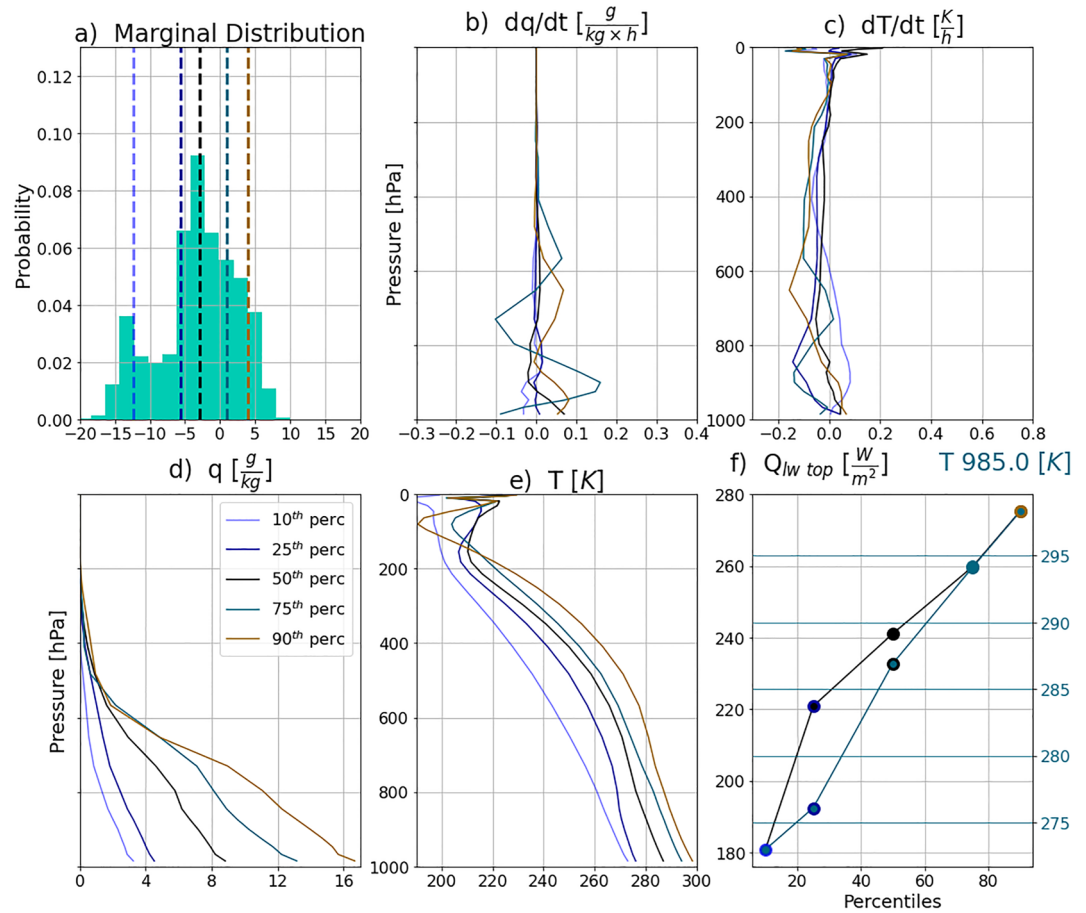 a) Marginal Distribution
b) dq/dt [g/kg × h]
c) dT/dt [K/h]
Probability
0.12
0.10
0.08
0.06
0.04
0.02
0.00
−20 −15 −10 −5 0 5 10 15 20
Pressure [hPa]
−0.3 −0.2 −0.1 0.0 0.1 0.2 0.3 0.4
0
200
400
600
800
1000
−0.2 0.0 0.2 0.4 0.6 0.8
d) q [g/kg]
e) T [K]
f) Q lw top [W/m²]
T 985.0 [K]
Pressure [hPa]
10th perc
25th perc
50th perc
75th perc
90th perc
0 4 8 12 16
0
200
400
600
800
1000
200 220 240 260 280 300
280
260
240
220
200
180
295
290
285
280
275
20 40 60 80
Percentiles